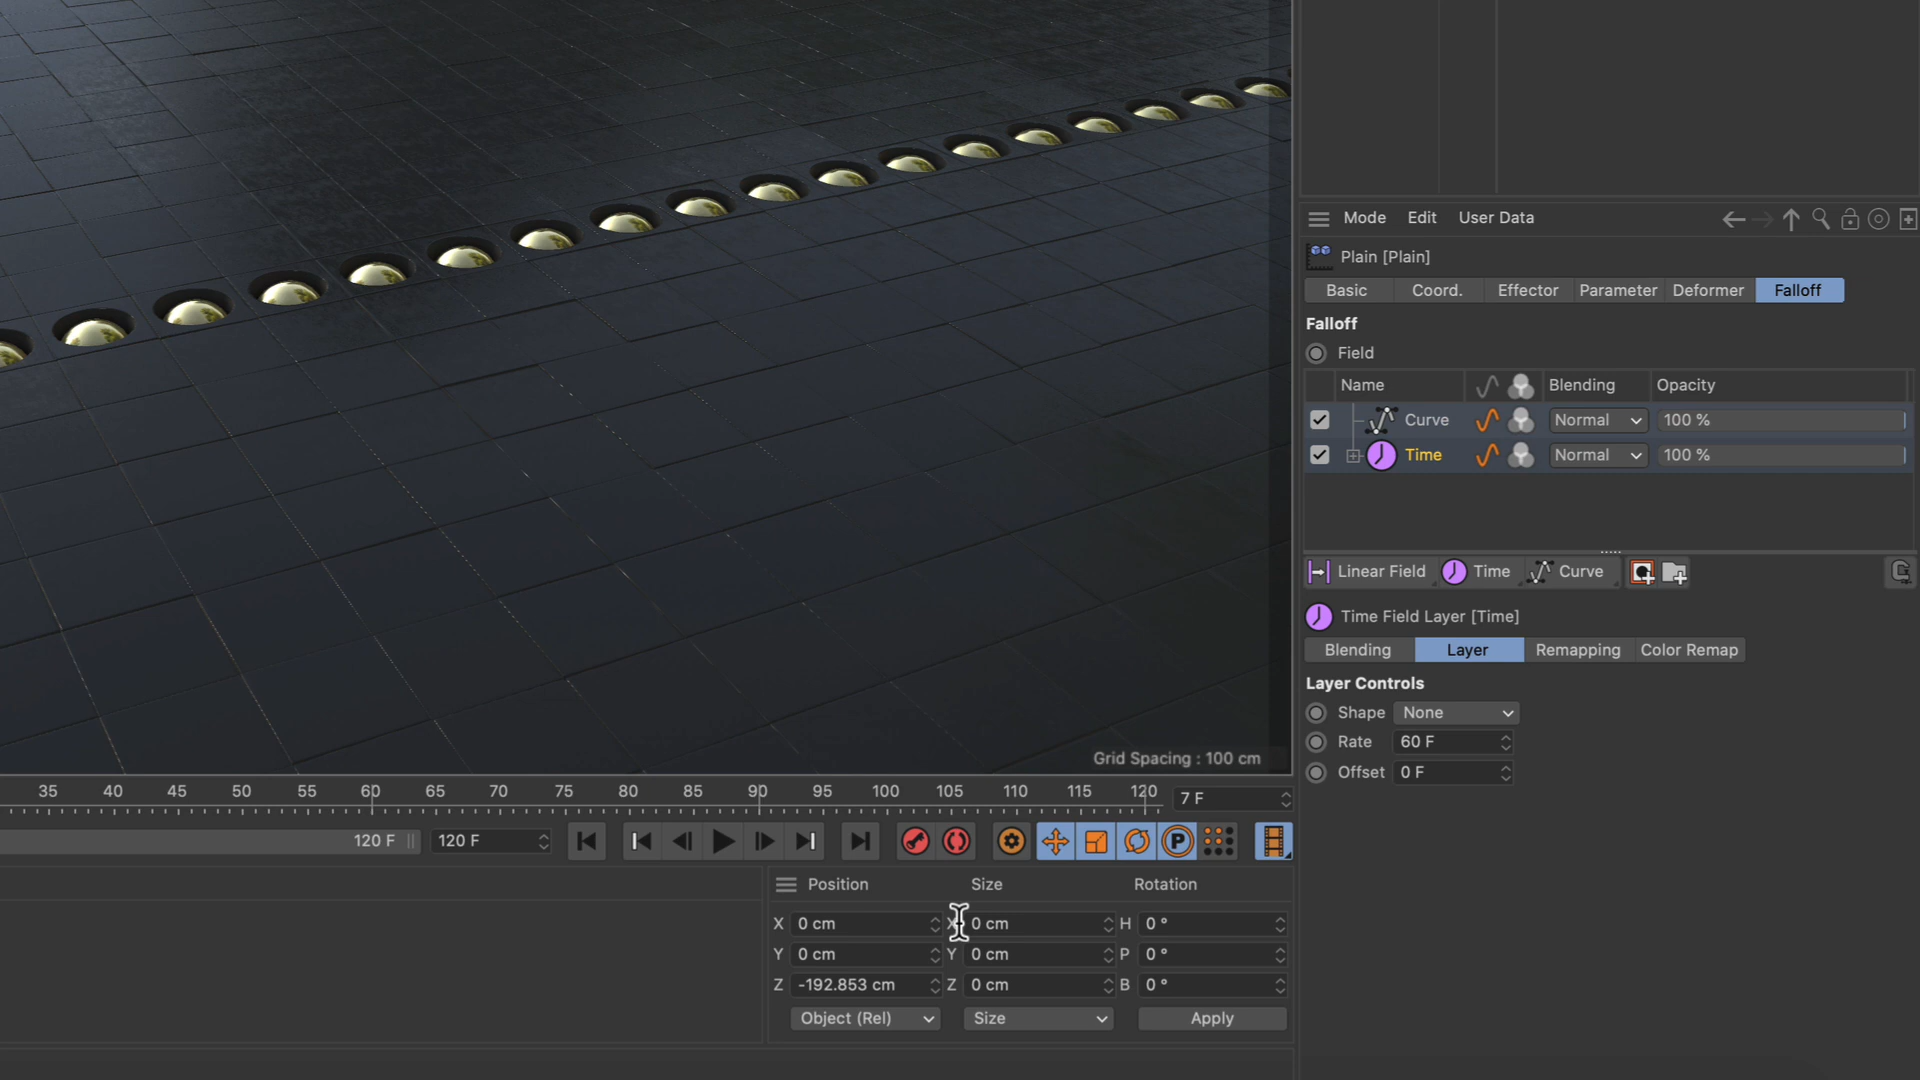 Mode Edit User Data
Plain [Plain]
Basic Coord. Effector Parameter Deformer Falloff
Falloff
Field
Name Blending Opacity
Curve Normal 100 %
Time Normal 100 %
Linear Field Time Curve
Time Field Layer [Time]
Blending Layer Remapping Color Remap
Layer Controls
Shape None
Rate 60 F
Offset 0 F
Grid Spacing : 100 cm
35 40 45 50 55 60 65 70 75 80 85 90 95 100 105 110 115 120 7 F
120 F 120 F
P
Position Size Rotation
X 0 cm X 0 cm H 0 °
Y 0 cm Y 0 cm P 0 °
Z -192.853 cm Z 0 cm B 0 °
Object (Rel) Size Apply